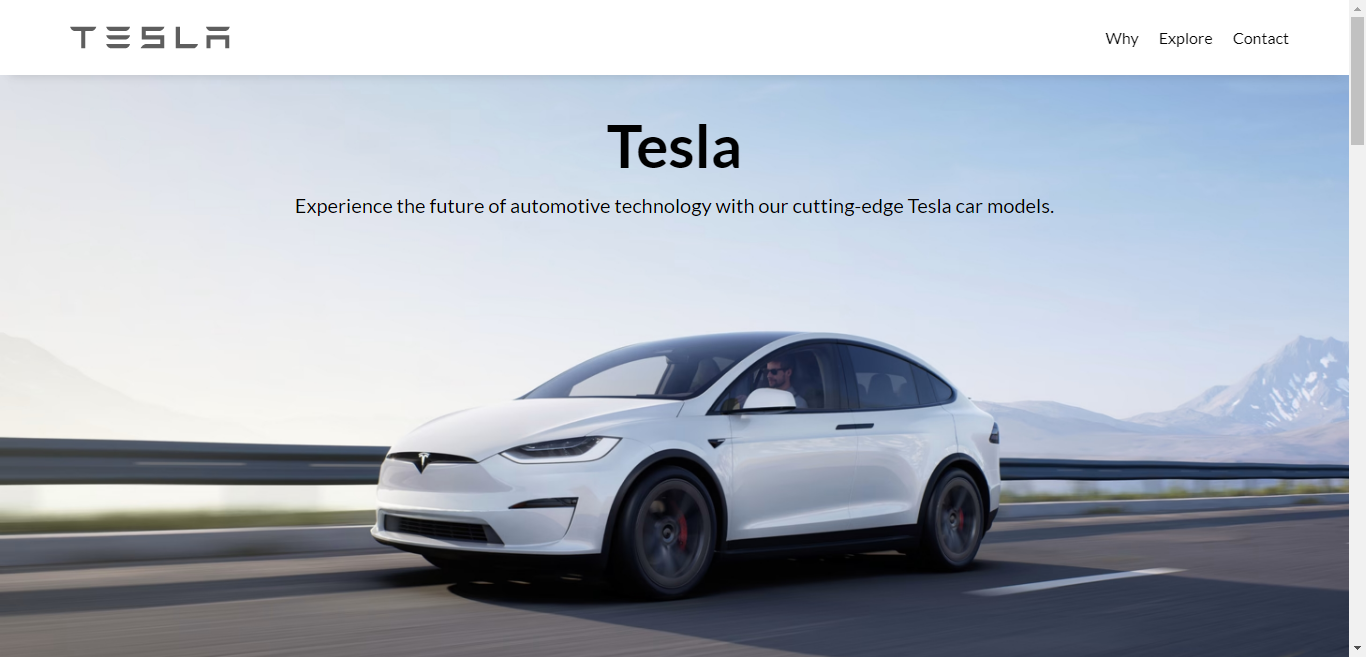 TESLA
Why Explore Contact
Tesla
Experience the future of automotive technology with our cutting-edge Tesla car models.